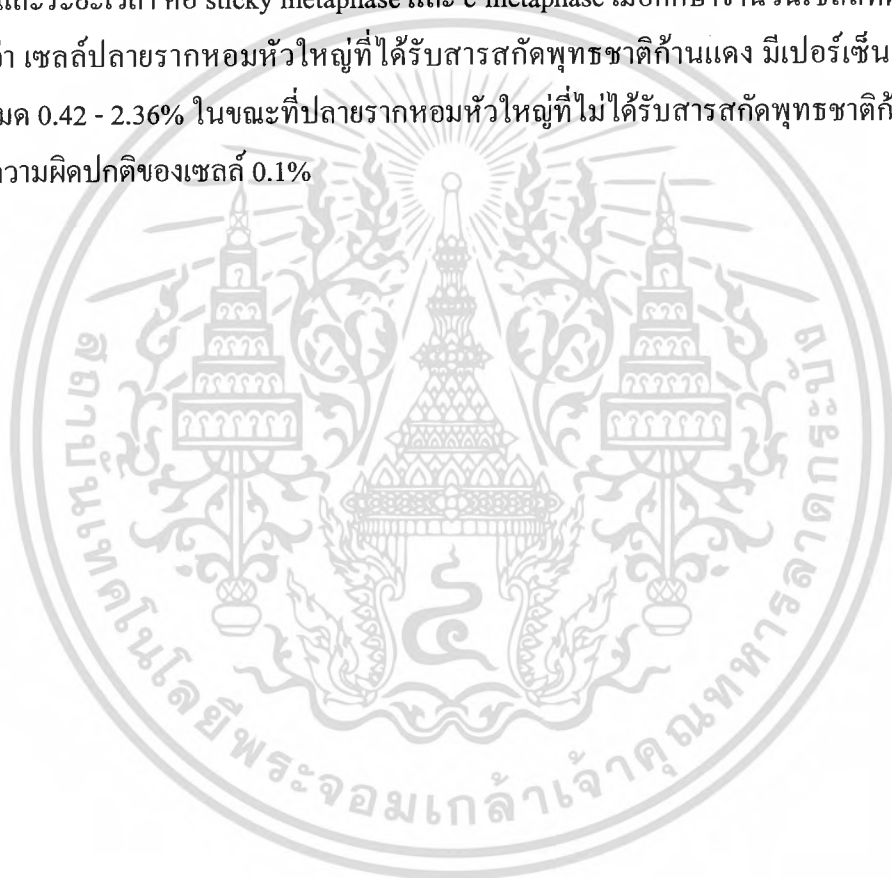 และระยะเวลา คือ sticky metaphase และ c-metaphase เมื่อศึกษาจำนวนเซลล์
ว่า เซลล์ปลายรากหอมหัวใหญ่ที่ได้รับสารสกัดพุทธชาติก้านแดง มีเปอร์เซ็น
มด 0.42 - 2.36% ในขณะที่ปลายรากหอมหัวใหญ่ที่ไม่ได้รับสารสกัดพุทธชาติก้
ความผิดปกติของเซลล์ 0.1%
สถาบันเทคโนโลยีพระจอมเกล้าเจ้าคุณทหารลาดกระบัง